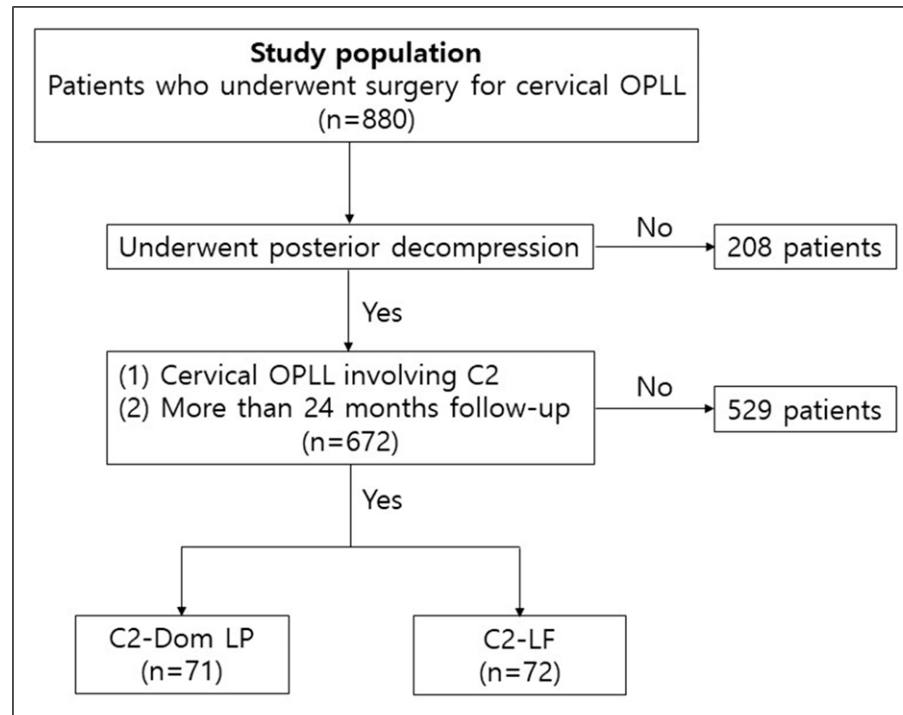 Study population
Patients who underwent surgery for cervical OPLL
(n=880)
Underwent posterior decompression
No
208 patients
Yes
(1) Cervical OPLL involving C2
(2) More than 24 months follow-up
(n=672)
No
529 patients
Yes
C2-Dom LP
(n=71)
C2-LF
(n=72)